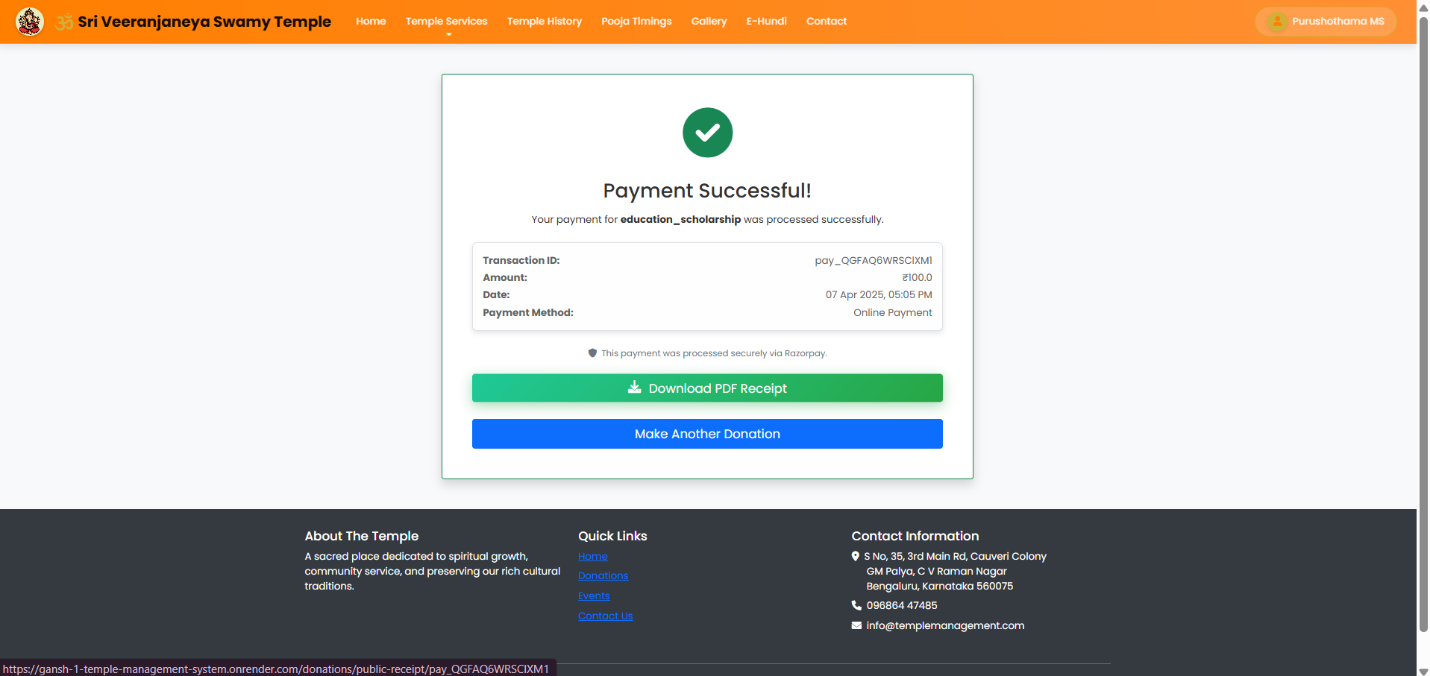 ॐ Sri Veeranjaneya Swamy Temple Home Temple Services Temple History Pooja Timings Gallery E-Hundi Contact Purushothama MS
Payment Successful!
Your payment for education_scholarship was processed successfully.
Transaction ID: pay_QGFAQ6WRSCIXM1
Amount: ₹100.0
Date: 07 Apr 2025, 05:05 PM
Payment Method: Online Payment
This payment was processed securely via Razorpay.
Download PDF Receipt
Make Another Donation
About The Temple
A sacred place dedicated to spiritual growth,
community service, and preserving our rich cultural
traditions.
Quick Links
Home
Donations
Events
Contact Us
Contact Information
S No, 35, 3rd Main Rd, Cauveri Colony
GM Palya, C V Raman Nagar
Bengaluru, Karnataka 560075
096864 47485
info@templemanagement.com
https://gansh-1-temple-management-system.onrender.com/donations/public-receipt/pay_QGFAQ6WRSCIXM1